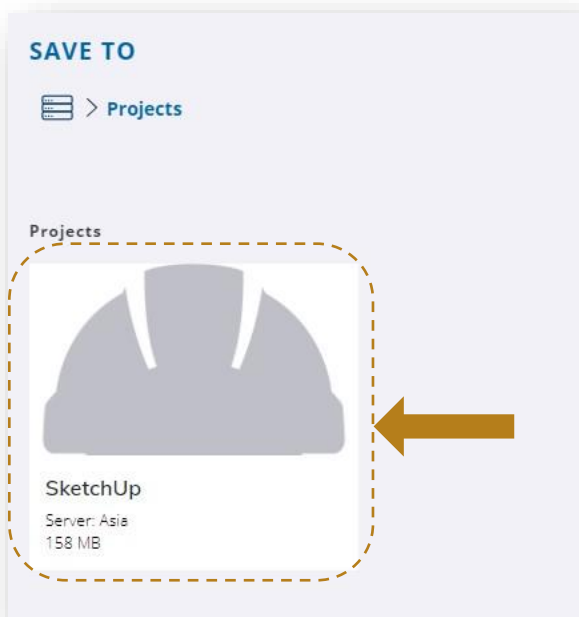 SAVE TO
> Projects
Projects
SketchUp
Server: Asia
158 MB